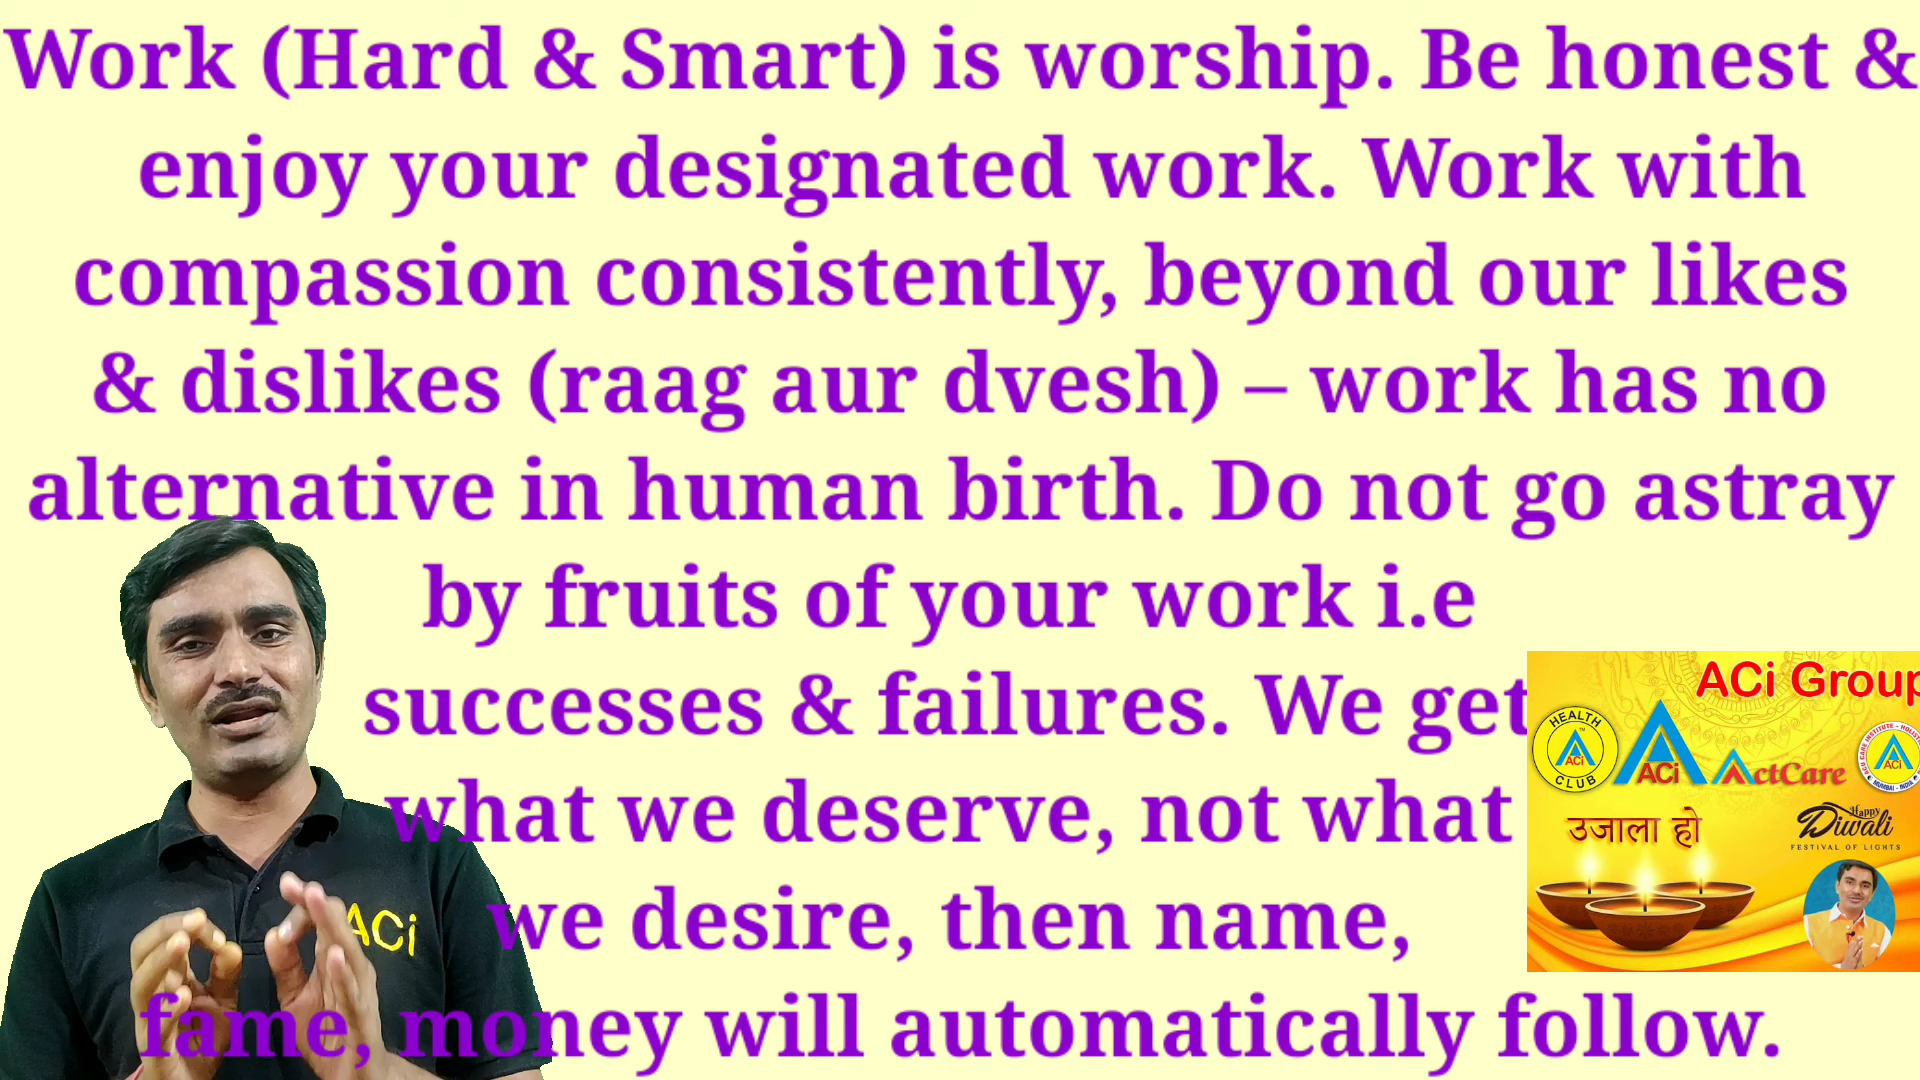 Work (Hard & Smart) is worship. Be honest &
enjoy your designated work. Work with
compassion consistently, beyond our likes
& dislikes (raag aur dvesh) – work has no
alternative in human birth. Do not go astray
by fruits of your work i.e
successes & failures. We get
what we deserve, not what
we desire, then name,
fame, money will automatically follow.
ACi
ACi Group
HEALTH
ACi
CLUB
ACi
ActCare
ACi
उजाला हो
Happy
Diwali
FESTIVAL OF LIGHTS